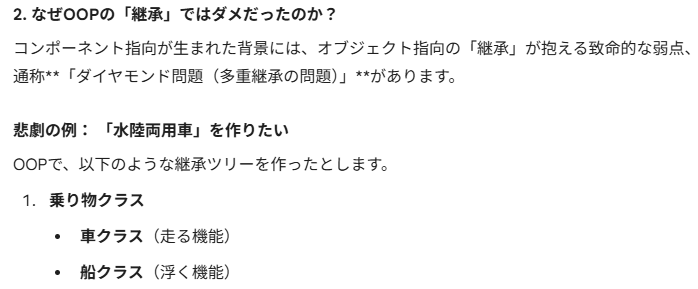 2. なぜOOPの「継承」ではダメだったのか？
コンポーネント指向が生まれた背景には、オブジェクト指向の「継承」が抱える致命的な弱点、
通称**「ダイヤモンド問題（多重継承の問題）」**があります。
悲劇の例： 「水陸両用車」を作りたい
OOPで、以下のような継承ツリーを作ったとします。
1. 乗り物クラス
• 車クラス（走る機能）
• 船クラス（浮く機能）